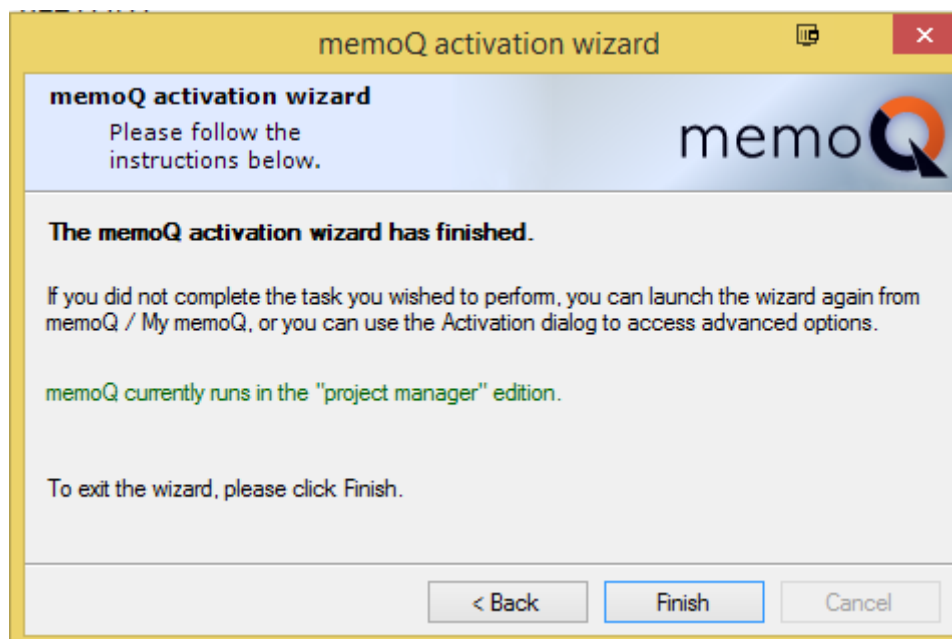 memoQ activation wizard
memoQ activation wizard
Please follow the
instructions below.
memoQ
The memoQ activation wizard has finished.
If you did not complete the task you wished to perform, you can launch the wizard again from
memoQ / My memoQ, or you can use the Activation dialog to access advanced options.
memoQ currently runs in the "project manager" edition.
To exit the wizard, please click Finish.
< Back
Finish
Cancel